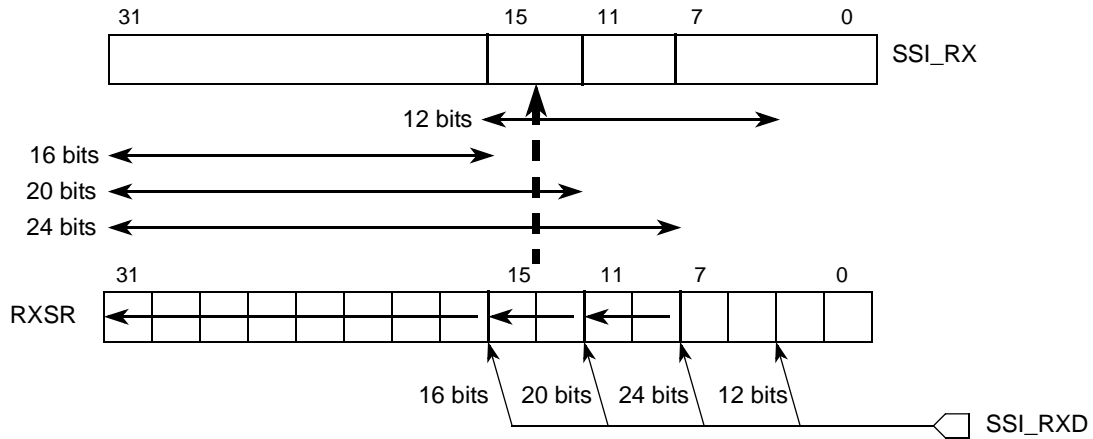 31 15 11 7 0
SSI_RX
12 bits
16 bits
20 bits
24 bits
31 15 11 7 0
RXSR
16 bits 20 bits 24 bits 12 bits
SSI_RXD